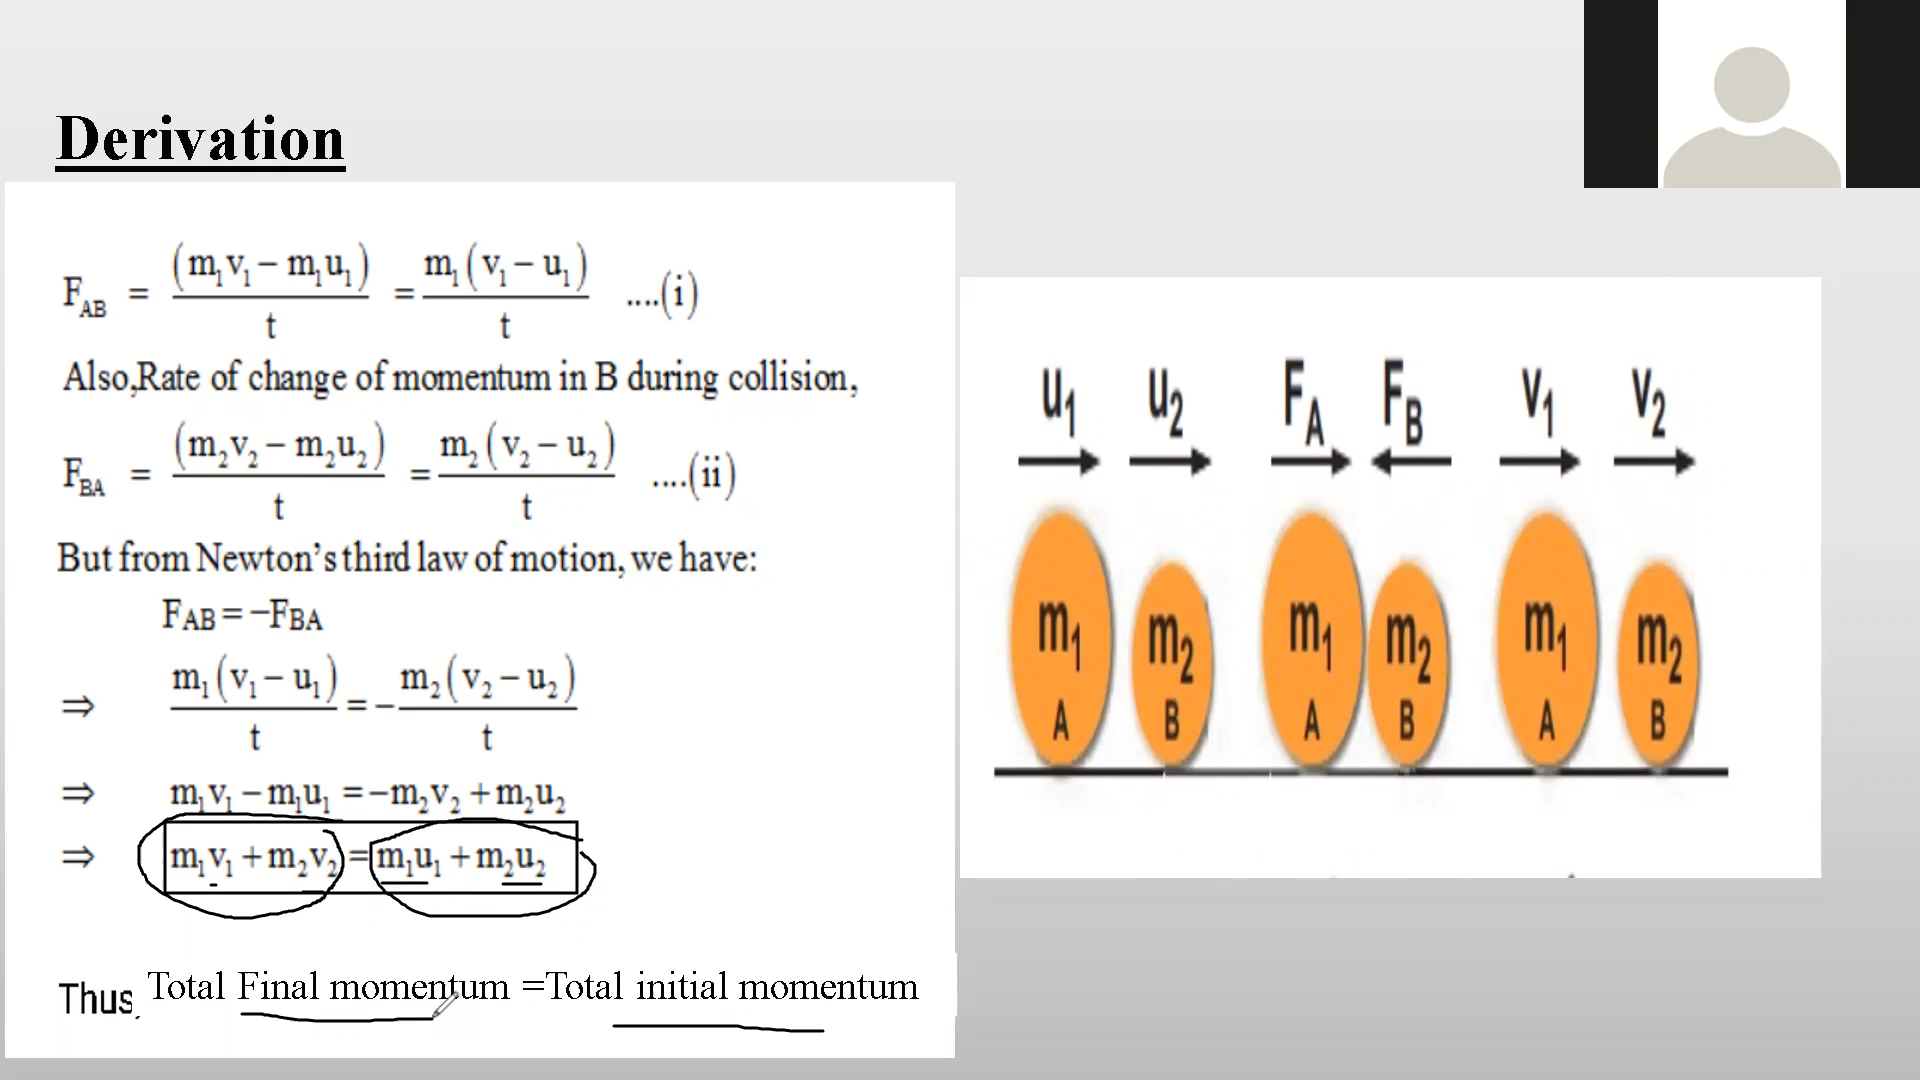 Derivation
F_AB = (m₁v₁ − m₁u₁)/t = m₁(v₁ − u₁)/t ....(i)
Also,Rate of change of momentum in B during collision,
F_BA = (m₂v₂ − m₂u₂)/t = m₂(v₂ − u₂)/t ....(ii)
But from Newton's third law of motion, we have:
F_AB = −F_BA
⇒ m₁(v₁ − u₁)/t = − m₂(v₂ − u₂)/t
⇒ m₁v₁ − m₁u₁ = −m₂v₂ + m₂u₂
⇒ m₁v₁ + m₂v₂ = m₁u₁ + m₂u₂
Thus, Total Final momentum =Total initial momentum
u₁ u₂ F_A F_B v₁ v₂
m₁ m₂ m₁ m₂ m₁ m₂
A B A B A B